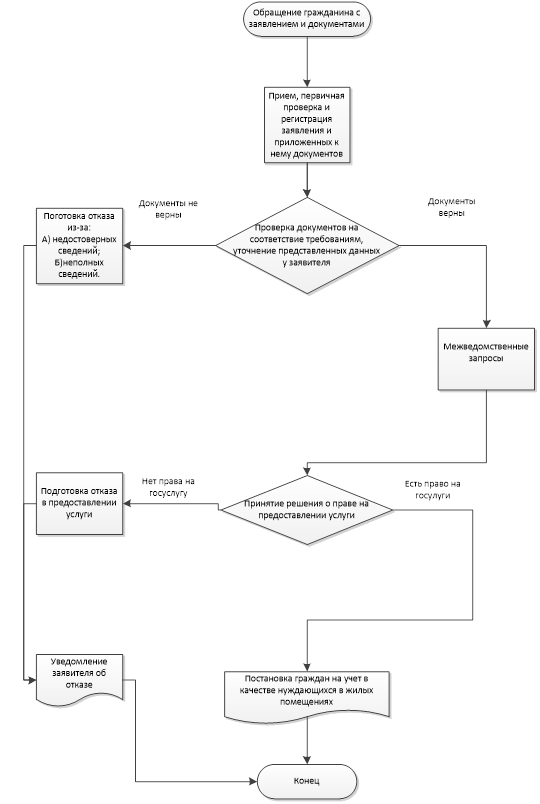 Обращение гражданина с
заявлением и документами
Прием, первичная
проверка и
регистрация
заявления и
приложенных к
нему документов
Документы не
верны
Документы
верны
Поготовка отказа
из-за:
А) недостоверных
сведений;
Б)неполных
сведений.
Проверка документов на
соответствие требованиям,
уточнение представленных данных
у заявителя
Межведомственные
запросы
Нет права на
госуслугу
Есть право на
госулуги
Подготовка отказа
в предоставлении
услуги
Принятие решения о праве на
предоставлении услуги
Уведомление
заявителя об
отказе
Постановка граждан на учет в
качестве нуждающихся в жилых
помещениях
Конец